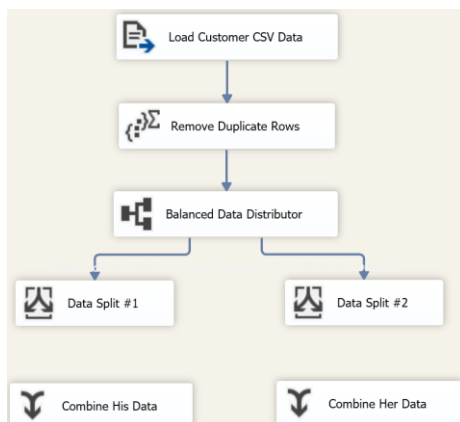 Load Customer CSV Data
Remove Duplicate Rows
Balanced Data Distributor
Data Split #1
Data Split #2
Combine His Data
Combine Her Data